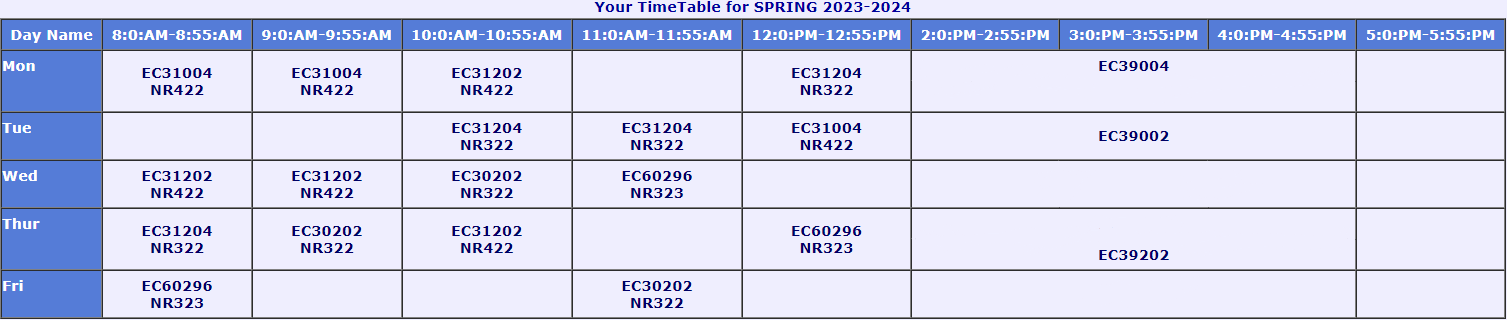 Your TimeTable for SPRING 2023-2024
Day Name 8:0:AM-8:55:AM 9:0:AM-9:55:AM 10:0:AM-10:55:AM 11:0:AM-11:55:AM 12:0:PM-12:55:PM 2:0:PM-2:55:PM 3:0:PM-3:55:PM 4:0:PM-4:55:PM 5:0:PM-5:55:PM
Mon
EC31004 EC31004 EC31202 EC31204 EC39004
NR422 NR422 NR422 NR322
Tue
EC31204 EC31204 EC31004 EC39002
NR322 NR322 NR422
Wed
EC31202 EC31202 EC30202 EC60296
NR422 NR422 NR322 NR323
Thur
EC31204 EC30202 EC31202 EC60296
NR322 NR322 NR422 NR323
EC39202
Fri
EC60296 EC30202
NR323 NR322